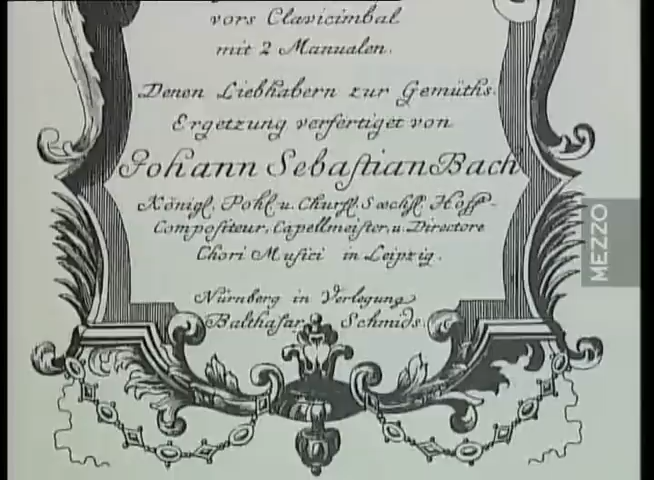 vors Clavicimbal
mit 2 Manualen.
Denen Liebhabern zur Gemüths-
Ergetzung verfertiget von
Johann Sebastian Bach
Königl. Pohl. u. Churfl. Sæchs. Hoff-
Compositeur, Capellmeister, u. Directore
Chori Musici in Leipzig.
Nürnberg in Verlegung
Balthasar Schmids.
MEZZO